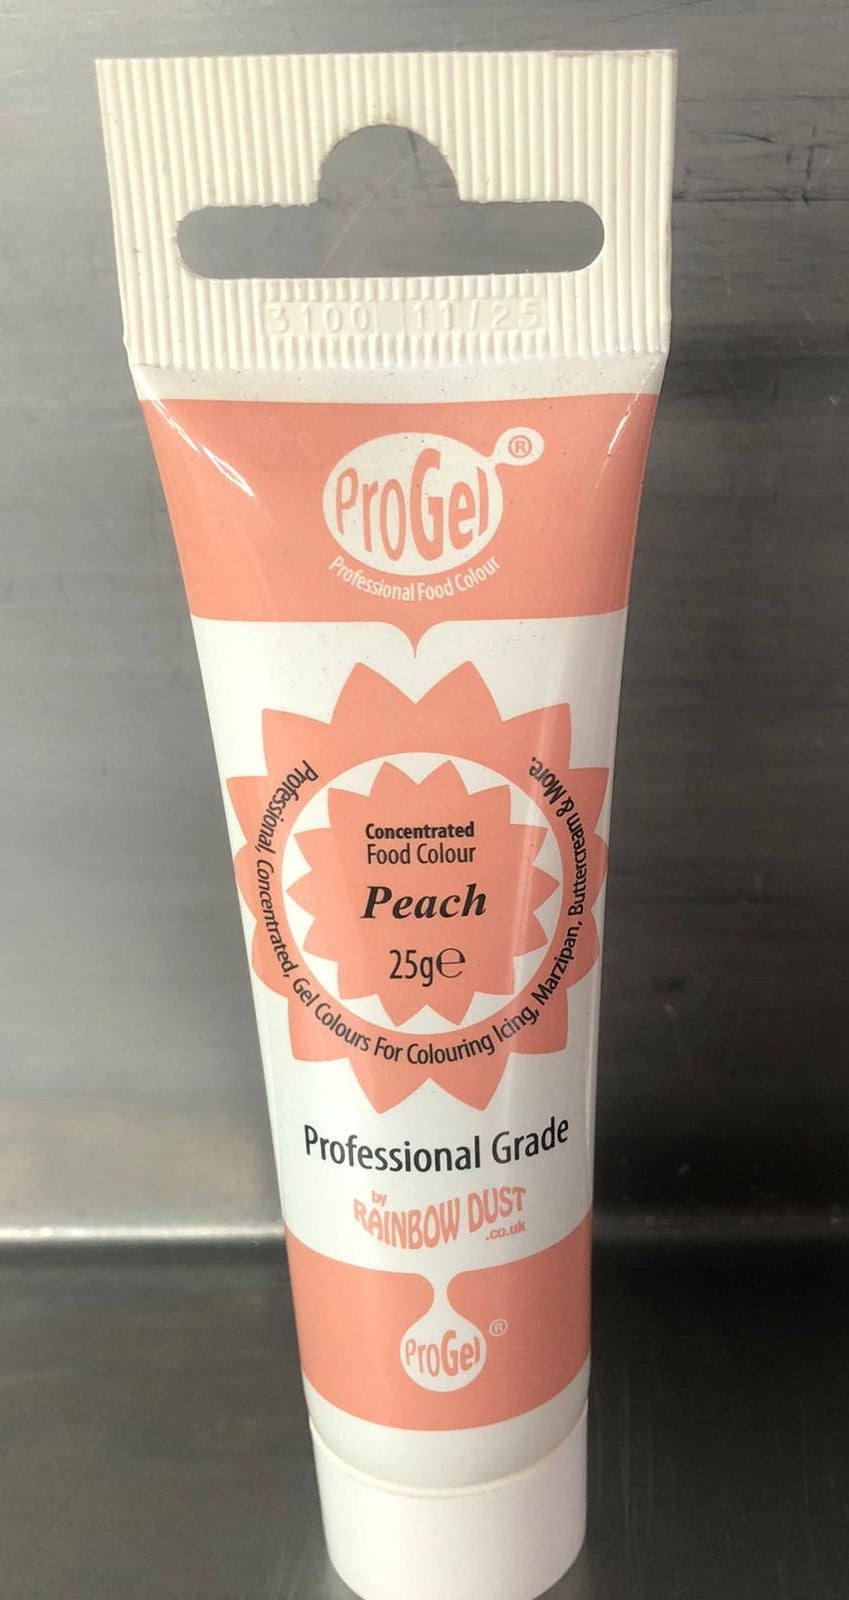 3100 11/25
ProGel®
Professional Food Colour
Professional, Concentrated, Gel Colours For Colouring Icing, Marzipan, Buttercream & More.
Concentrated
Food Colour
Peach
25g℮
Professional Grade
by
RAINBOW DUST
.co.uk
ProGel®